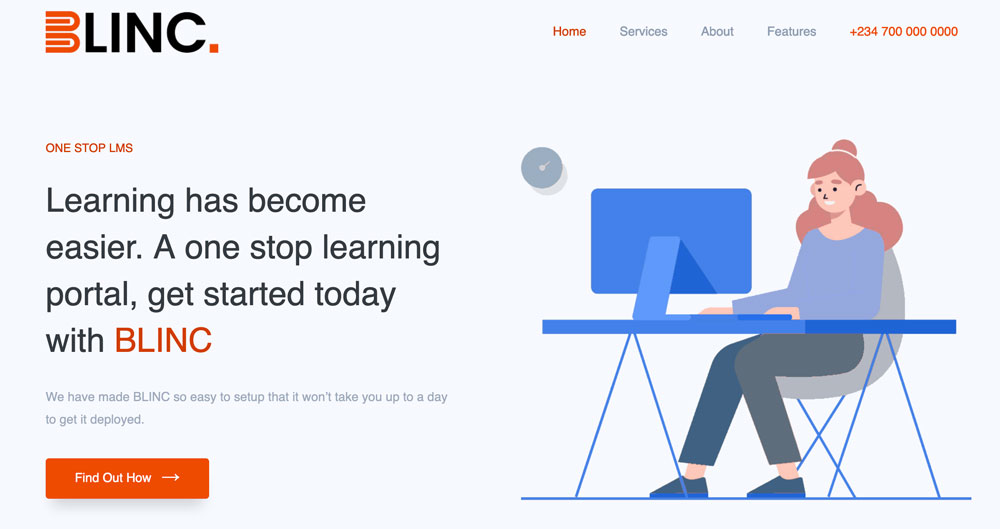 BLINC.
Home Services About Features +234 700 000 0000
ONE STOP LMS
Learning has become
easier. A one stop learning
portal, get started today
with BLINC
We have made BLINC so easy to setup that it won't take you up to a day
to get it deployed.
Find Out How →